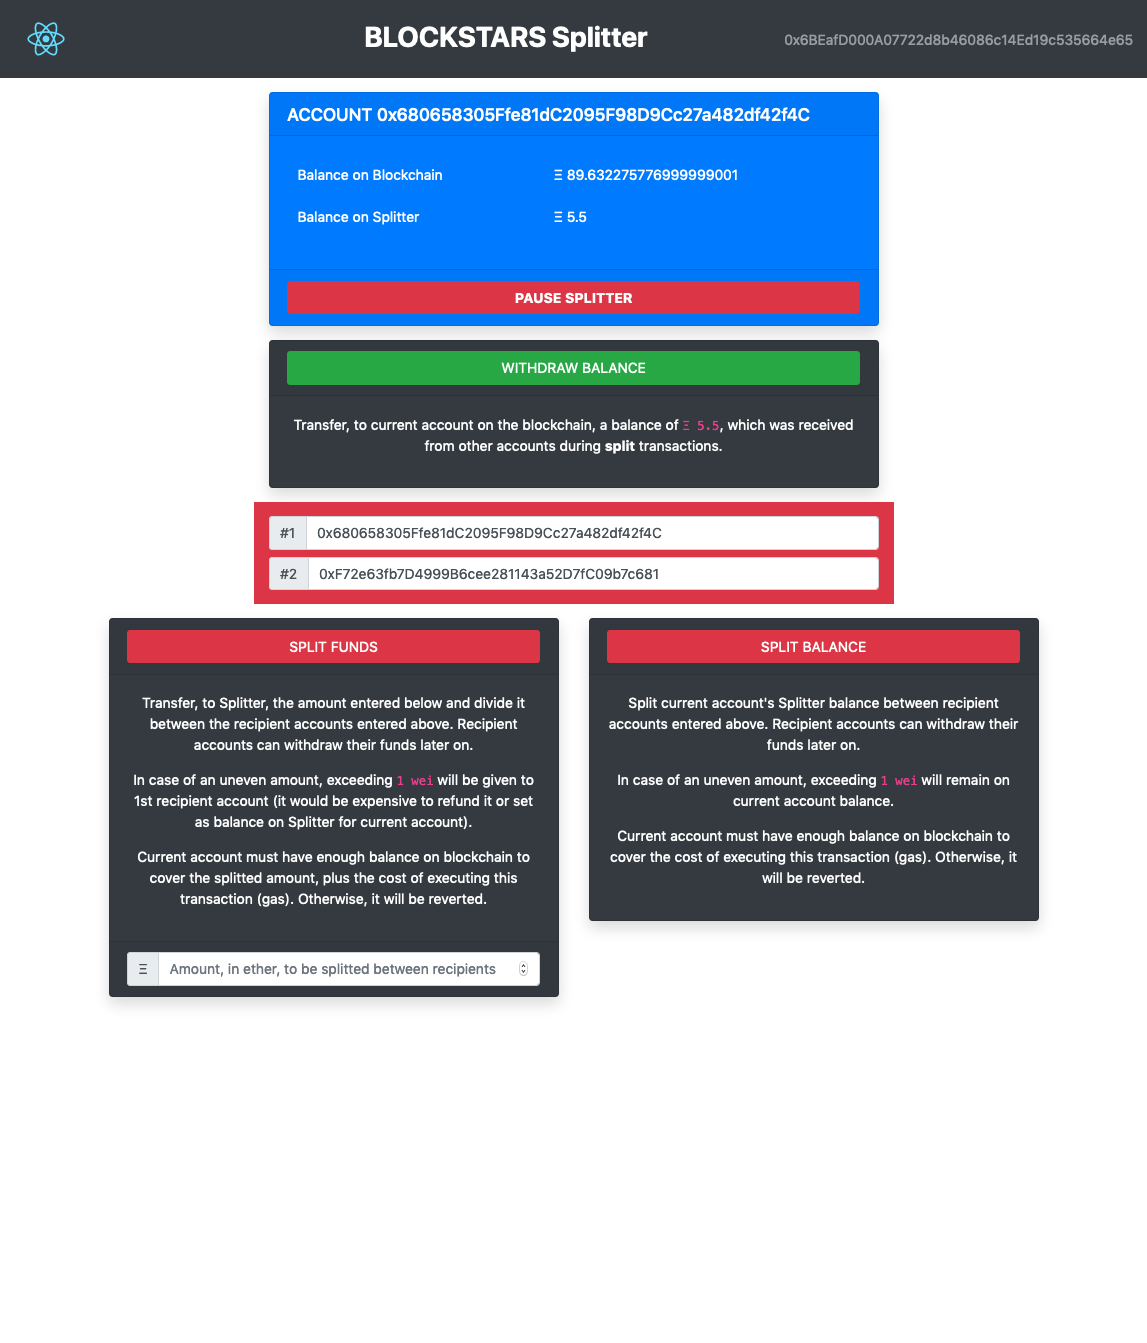 BLOCKSTARS Splitter
0x6BEafD000A07722d8b46086c14Ed19c535664e65
ACCOUNT 0x680658305Ffe81dC2095F98D9Cc27a482df42f4C
Balance on Blockchain Ξ 89.632275776999999001
Balance on Splitter Ξ 5.5
PAUSE SPLITTER
WITHDRAW BALANCE
Transfer, to current account on the blockchain, a balance of Ξ 5.5, which was received
from other accounts during split transactions.
#1 0x680658305Ffe81dC2095F98D9Cc27a482df42f4C
#2 0xF72e63fb7D4999B6cee281143a52D7fC09b7c681
SPLIT FUNDS
Transfer, to Splitter, the amount entered below and divide it
between the recipient accounts entered above. Recipient
accounts can withdraw their funds later on.
In case of an uneven amount, exceeding 1 wei will be given to
1st recipient account (it would be expensive to refund it or set
as balance on Splitter for current account).
Current account must have enough balance on blockchain to
cover the splitted amount, plus the cost of executing this
transaction (gas). Otherwise, it will be reverted.
Ξ Amount, in ether, to be splitted between recipients
SPLIT BALANCE
Split current account's Splitter balance between recipient
accounts entered above. Recipient accounts can withdraw their
funds later on.
In case of an uneven amount, exceeding 1 wei will remain on
current account balance.
Current account must have enough balance on blockchain to
cover the cost of executing this transaction (gas). Otherwise, it
will be reverted.